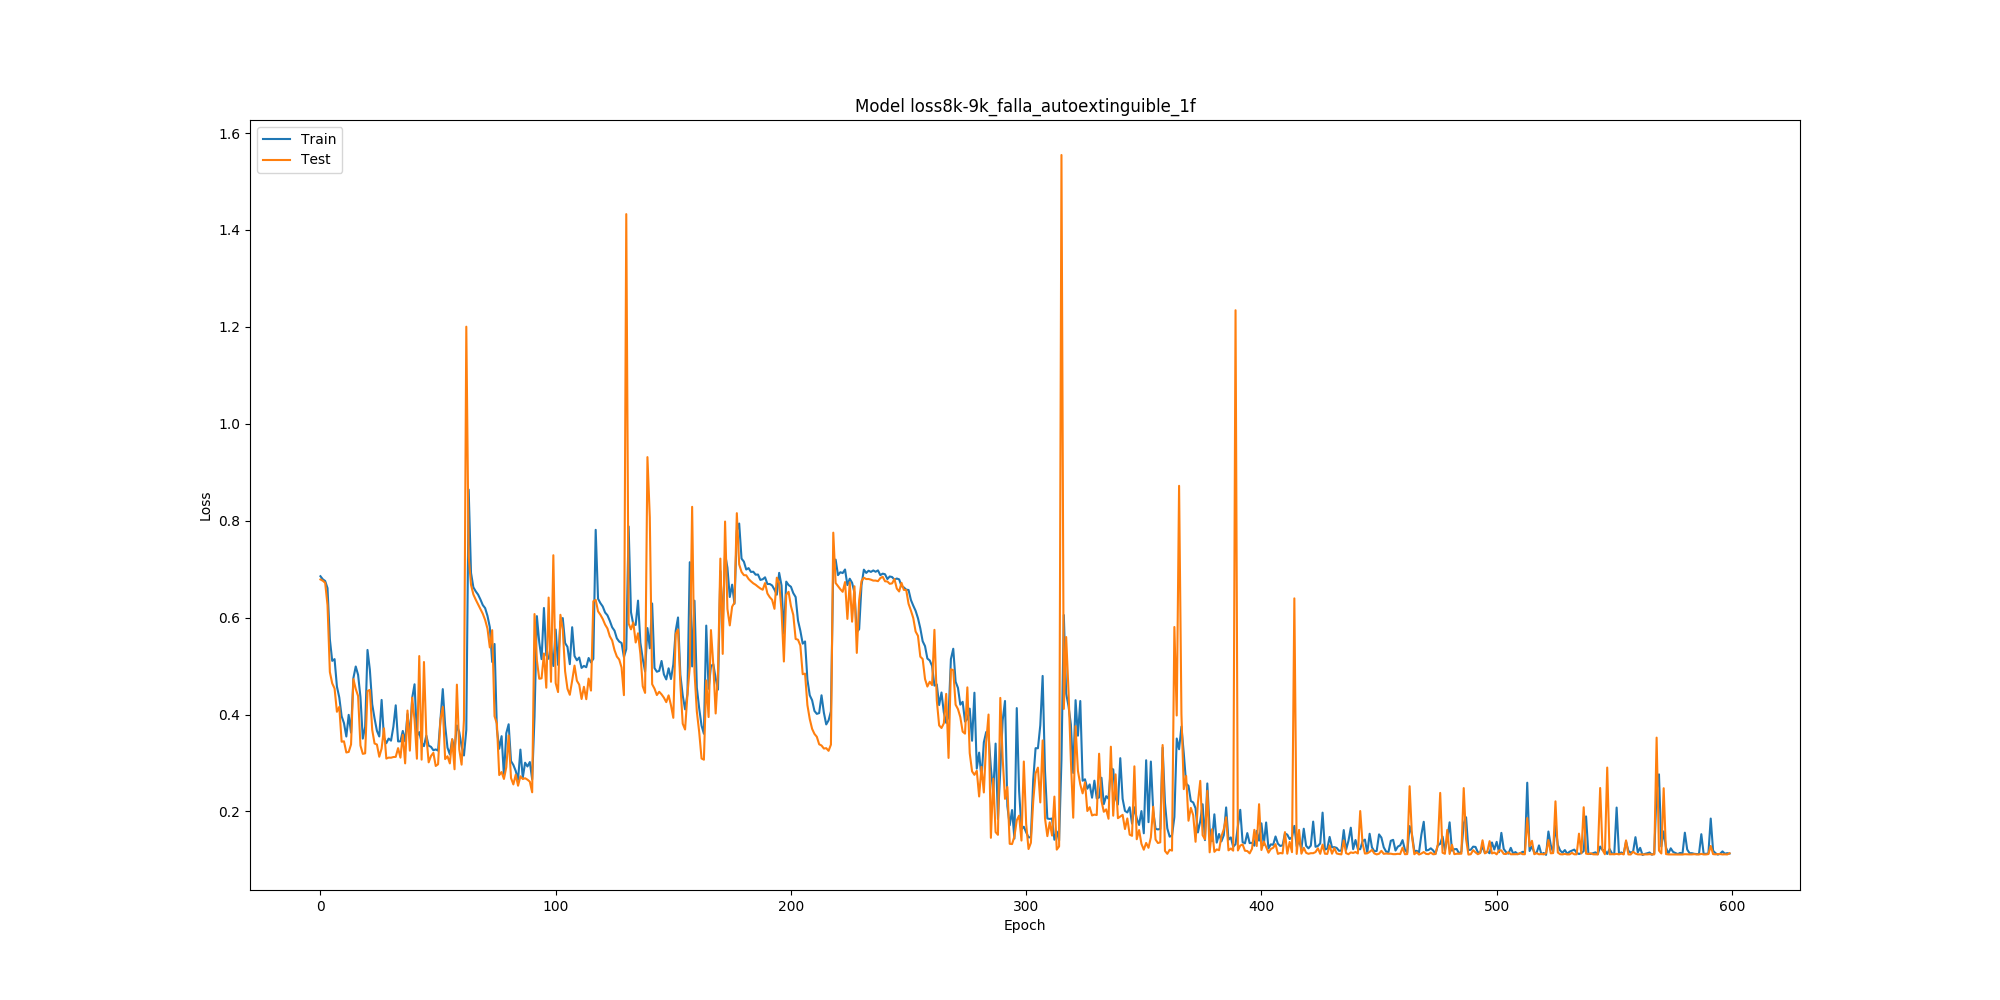 Model loss8k-9k_falla_autoextinguible_1f
Train
Test
1.6
1.4
1.2
1.0
0.8
0.6
0.4
0.2
Loss
0 100 200 300 400 500 600
Epoch